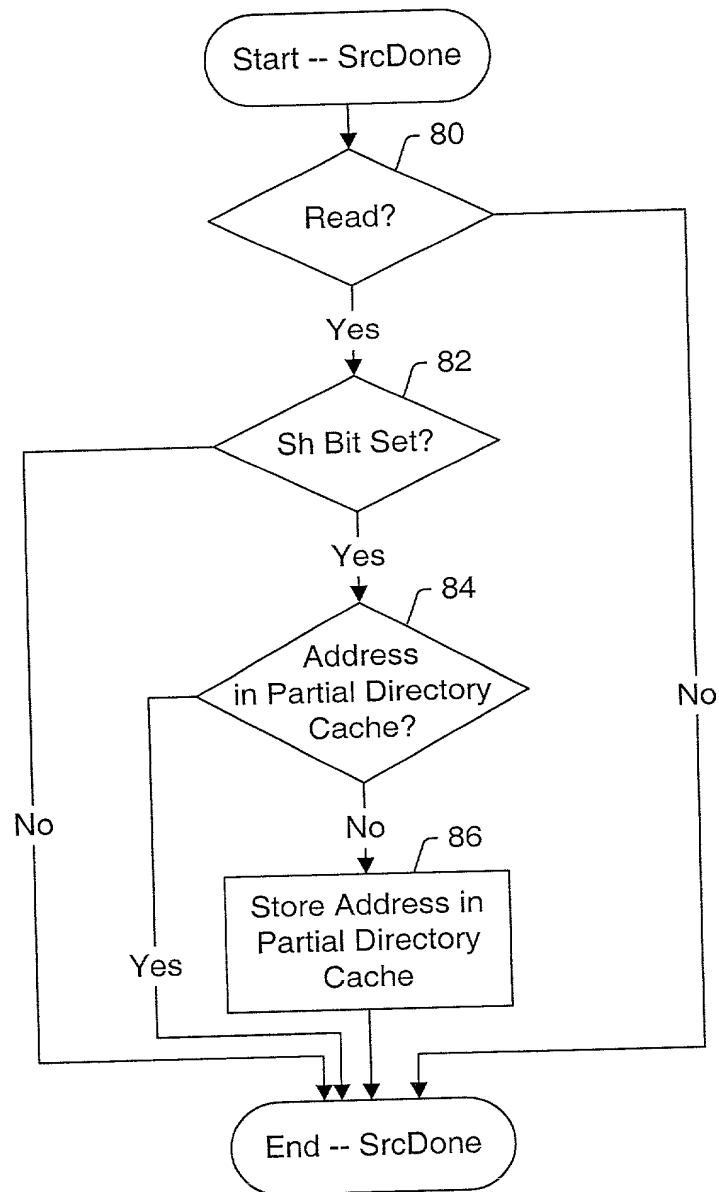 Start -- SrcDone
80
Read?
Yes
82
Sh Bit Set?
Yes
84
Address
in Partial Directory
Cache?
No
No
No
86
Store Address in
Partial Directory
Cache
Yes
End -- SrcDone